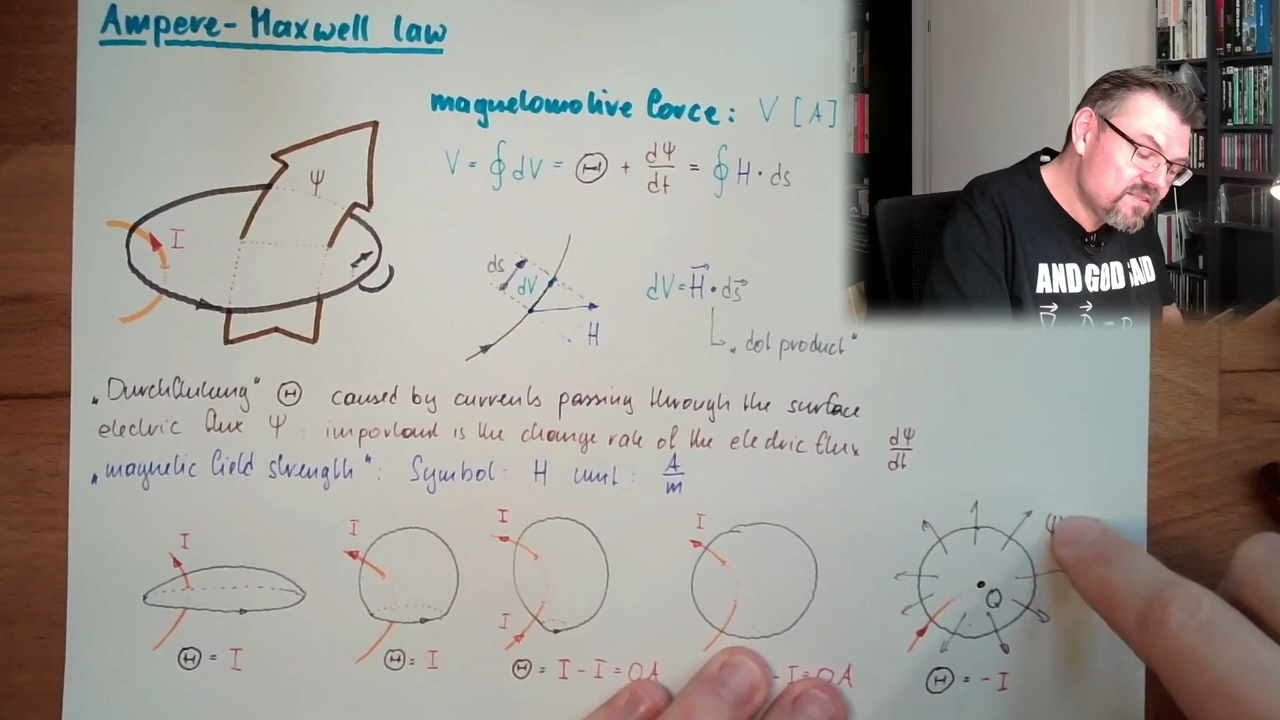 Ampere-Maxwell law
magnetomotive force: V [A]
V = ∮ dV = Θ + dΨ/dt = ∮ H · ds
Ψ
I
ds
dV
H
dV = H⃗ · ds⃗
"dot product"
AND GOD SAID
„Durchflutung" Θ caused by currents passing through the surface
electric flux Ψ : important is the change rate of the electric flux dΨ/dt
„magnetic field strength": Symbol: H unit: A/m
I
I
I
I
I
Ψ
Q
Θ = I
Θ = I
Θ = I - I = 0A
- I = 0A
Θ = - I